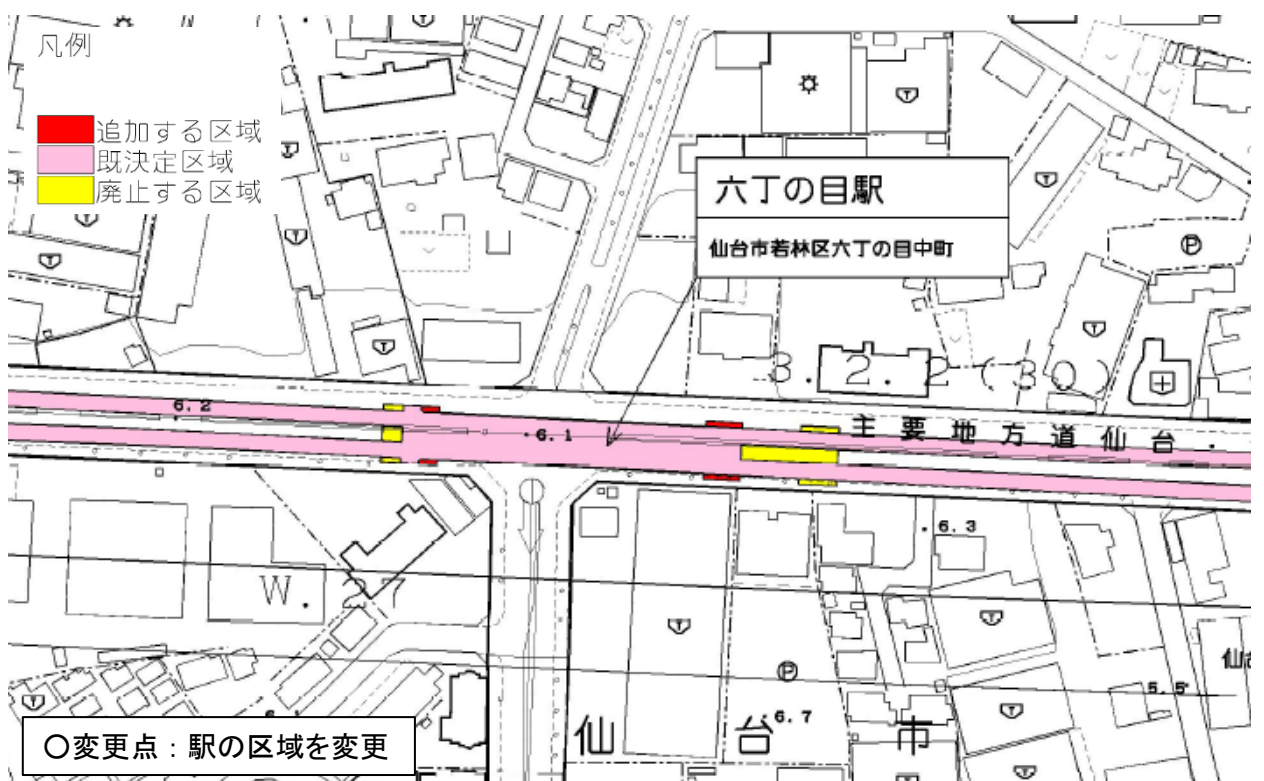 凡例
追加する区域
既決定区域
廃止する区域
六丁の目駅
仙台市若林区六丁の目中町
3. 2. 2
6.2
6.1
主要地方道仙台.
6.3
W.
5.5
6.7
仙台市
〇変更点：駅の区域を変更